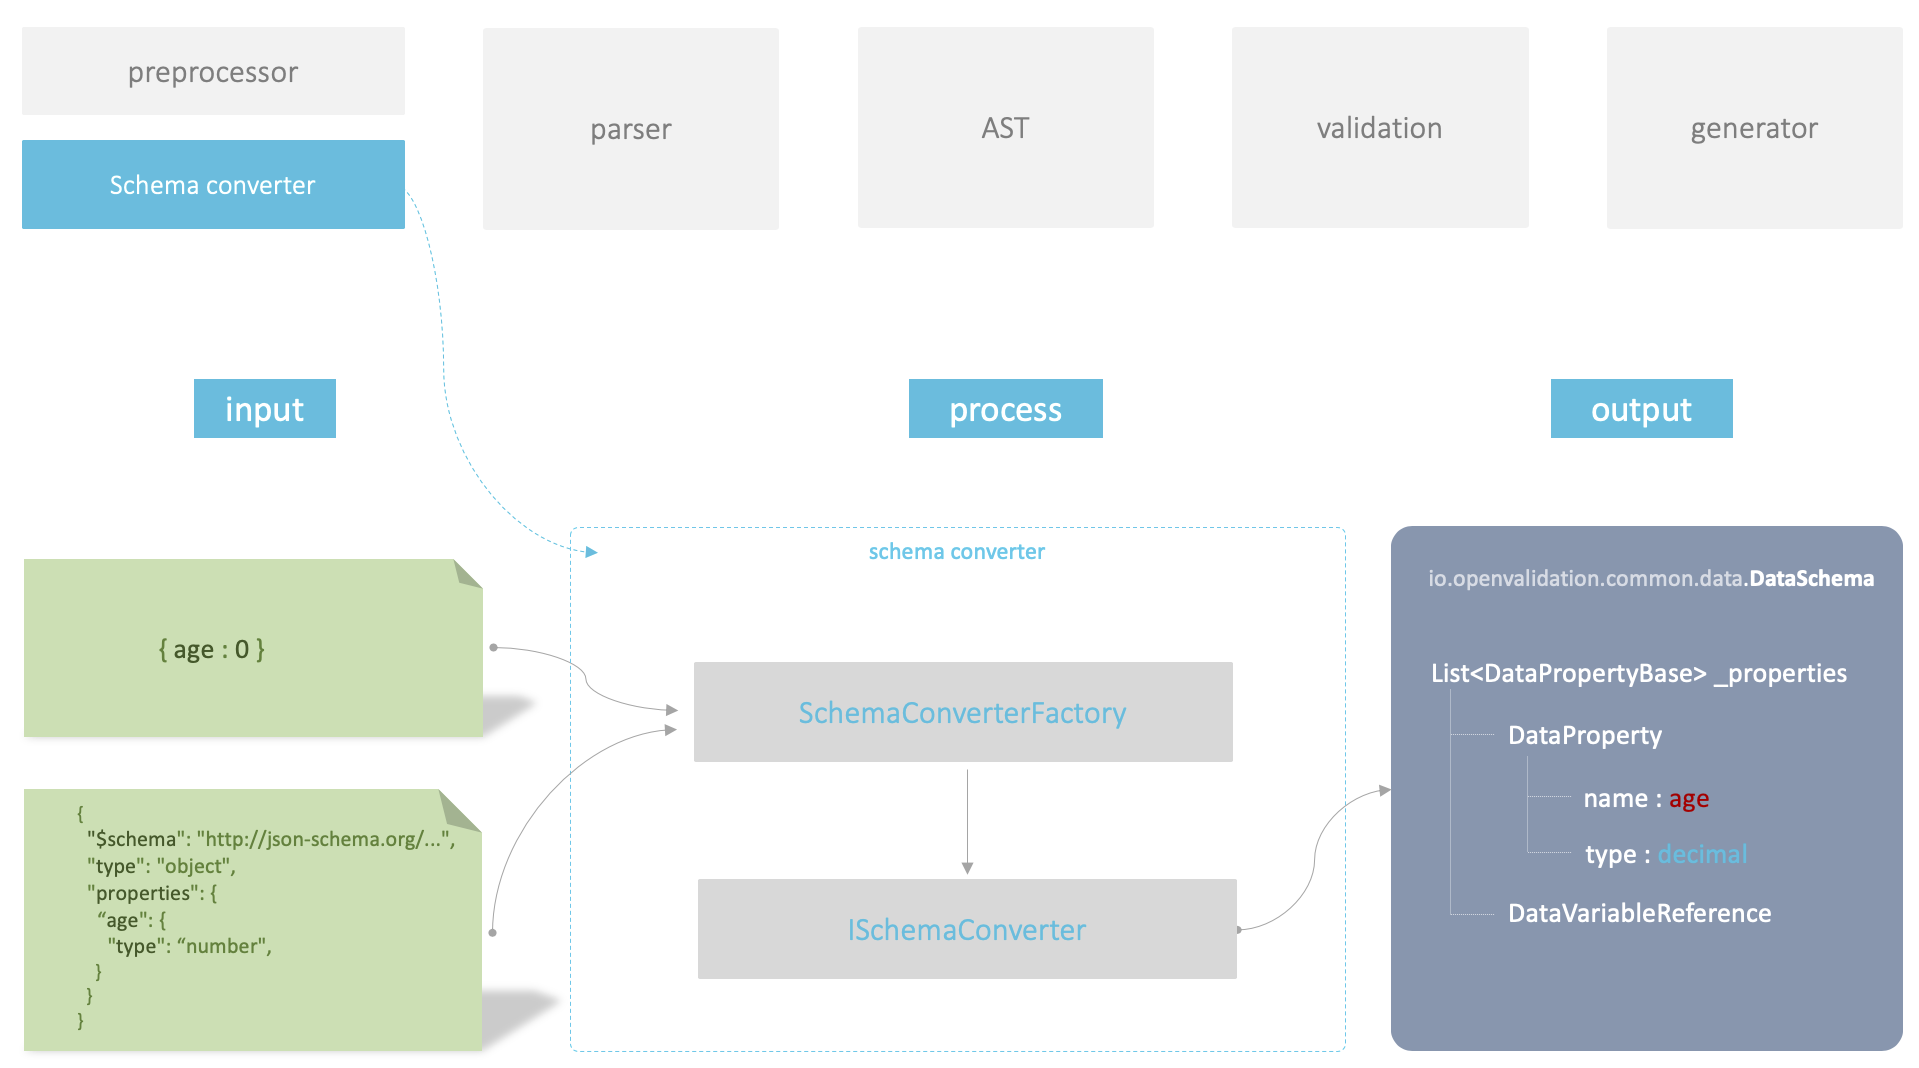 preprocessor
Schema converter
parser
AST
validation
generator
input
process
output
{ age : 0 }
{
"$schema": "http://json-schema.org/...",
"type": "object",
"properties": {
“age": {
"type": “number",
}
}
}
schema converter
SchemaConverterFactory
ISchemaConverter
io.openvalidation.common.data.DataSchema
List<DataPropertyBase> _properties
DataProperty
name : age
type : decimal
DataVariableReference